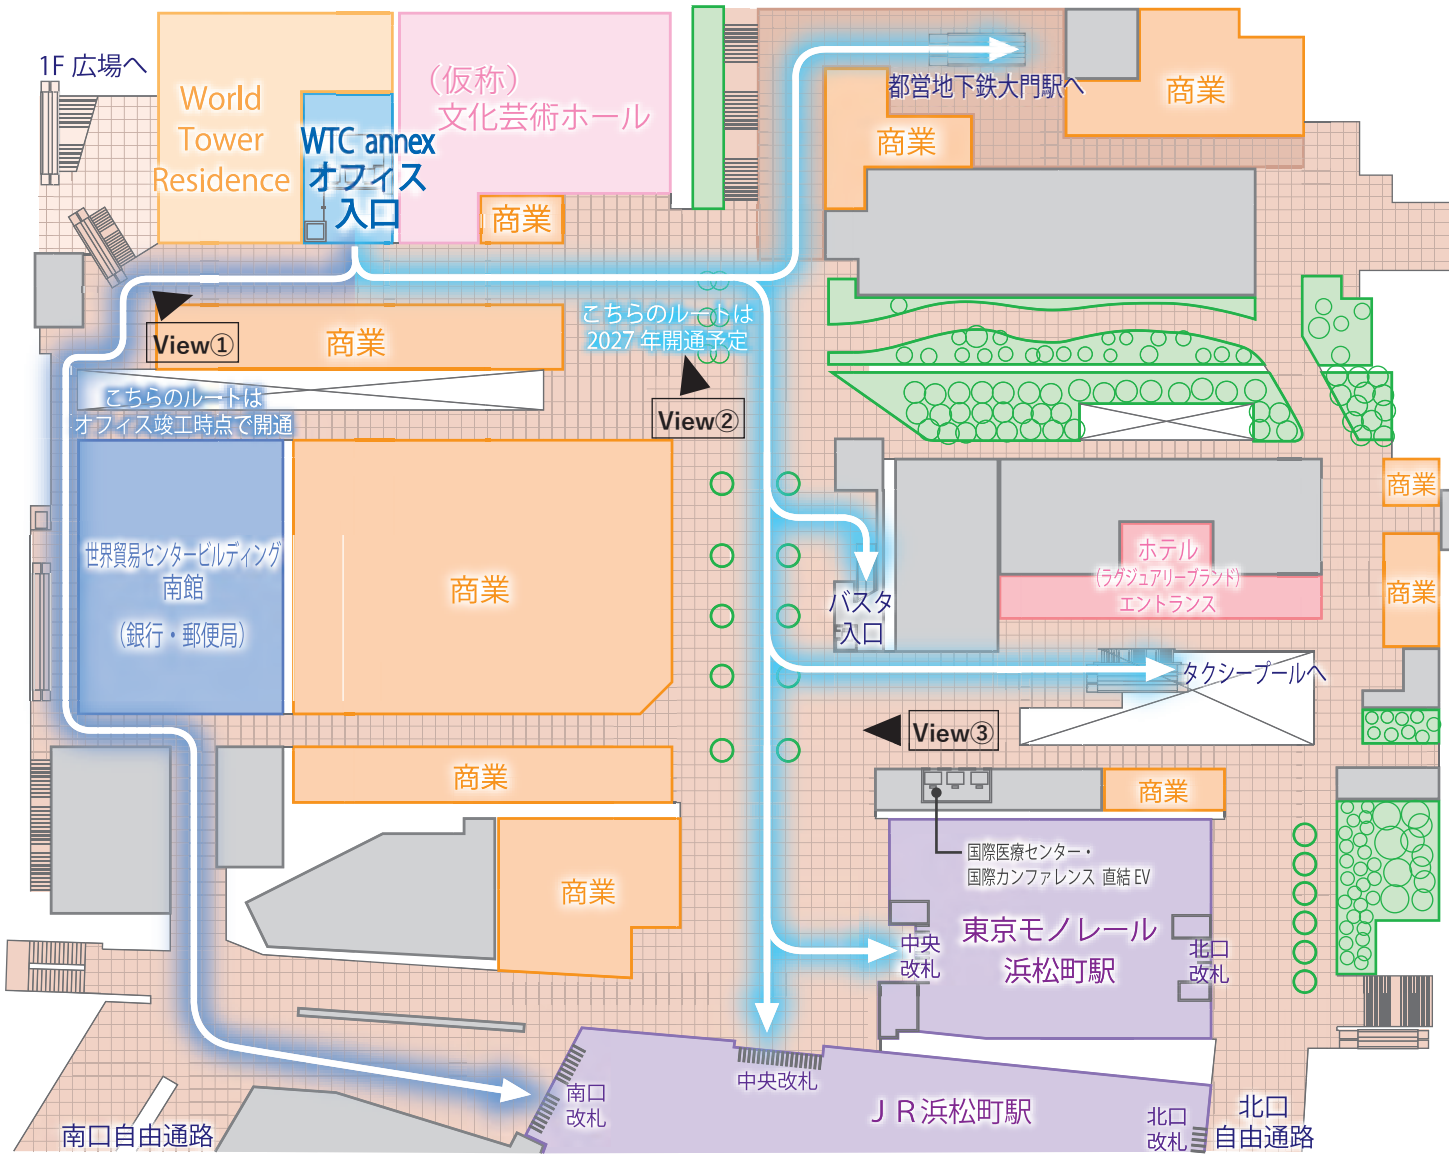 1F 広場へ
World
Tower
Residence
WTC annex
オフィス
入口
（仮称）
文化芸術ホール
商業
都営地下鉄大門駅へ
商業
商業
View①
商業
こちらのルートは
2027 年開通予定
View②
こちらのルートは
オフィス竣工時点で開通
世界貿易センタービルディング
南館
（銀行・郵便局）
商業
バスタ
入口
ホテル
(ラグジュアリーブランド)
エントランス
商業
商業
タクシープールへ
View③
商業
商業
国際医療センター・
国際カンファレンス 直結 EV
商業
東京モノレール
浜松町駅
中央
改札
北口
改札
南口
改札
中央改札
ＪＲ浜松町駅
北口
改札
北口
自由通路
南口自由通路